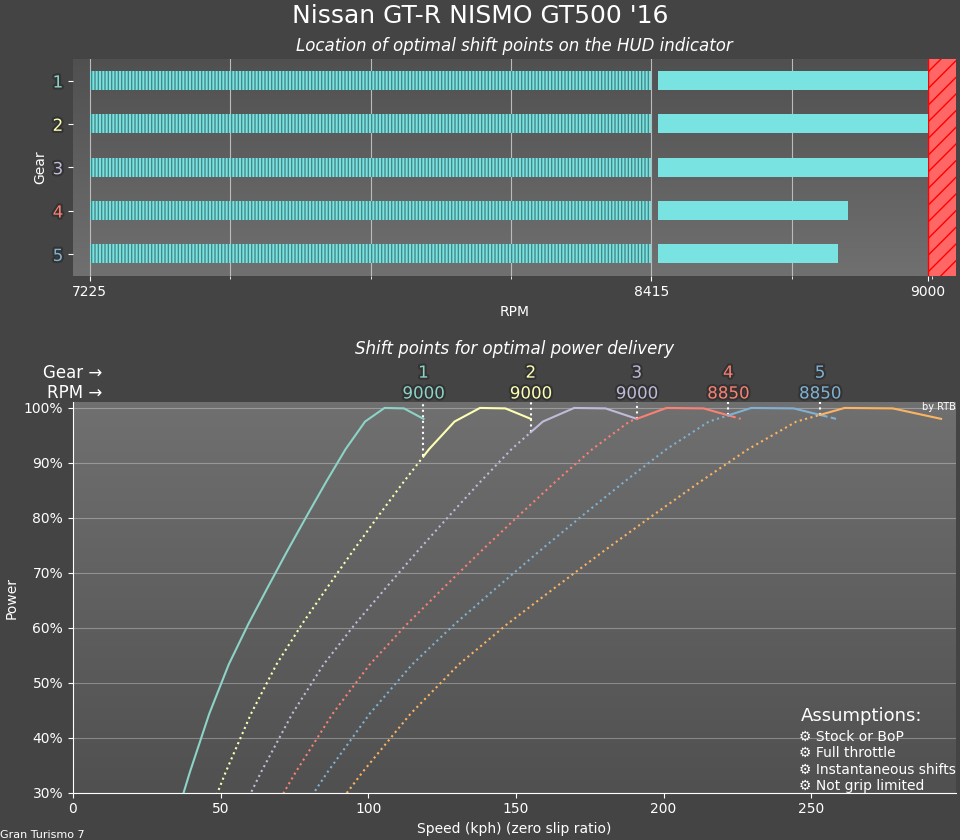 Nissan GT-R NISMO GT500 '16
Location of optimal shift points on the HUD indicator
Gear
1
2
3
4
5
7225 8415 9000
RPM
Shift points for optimal power delivery
Gear → 1 2 3 4 5
RPM → 9000 9000 9000 8850 8850
by RTB
Power
100%
90%
80%
70%
60%
50%
40%
30%
Assumptions:
⚙ Stock or BoP
⚙ Full throttle
⚙ Instantaneous shifts
⚙ Not grip limited
0 50 100 150 200 250
Speed (kph) (zero slip ratio)
Gran Turismo 7